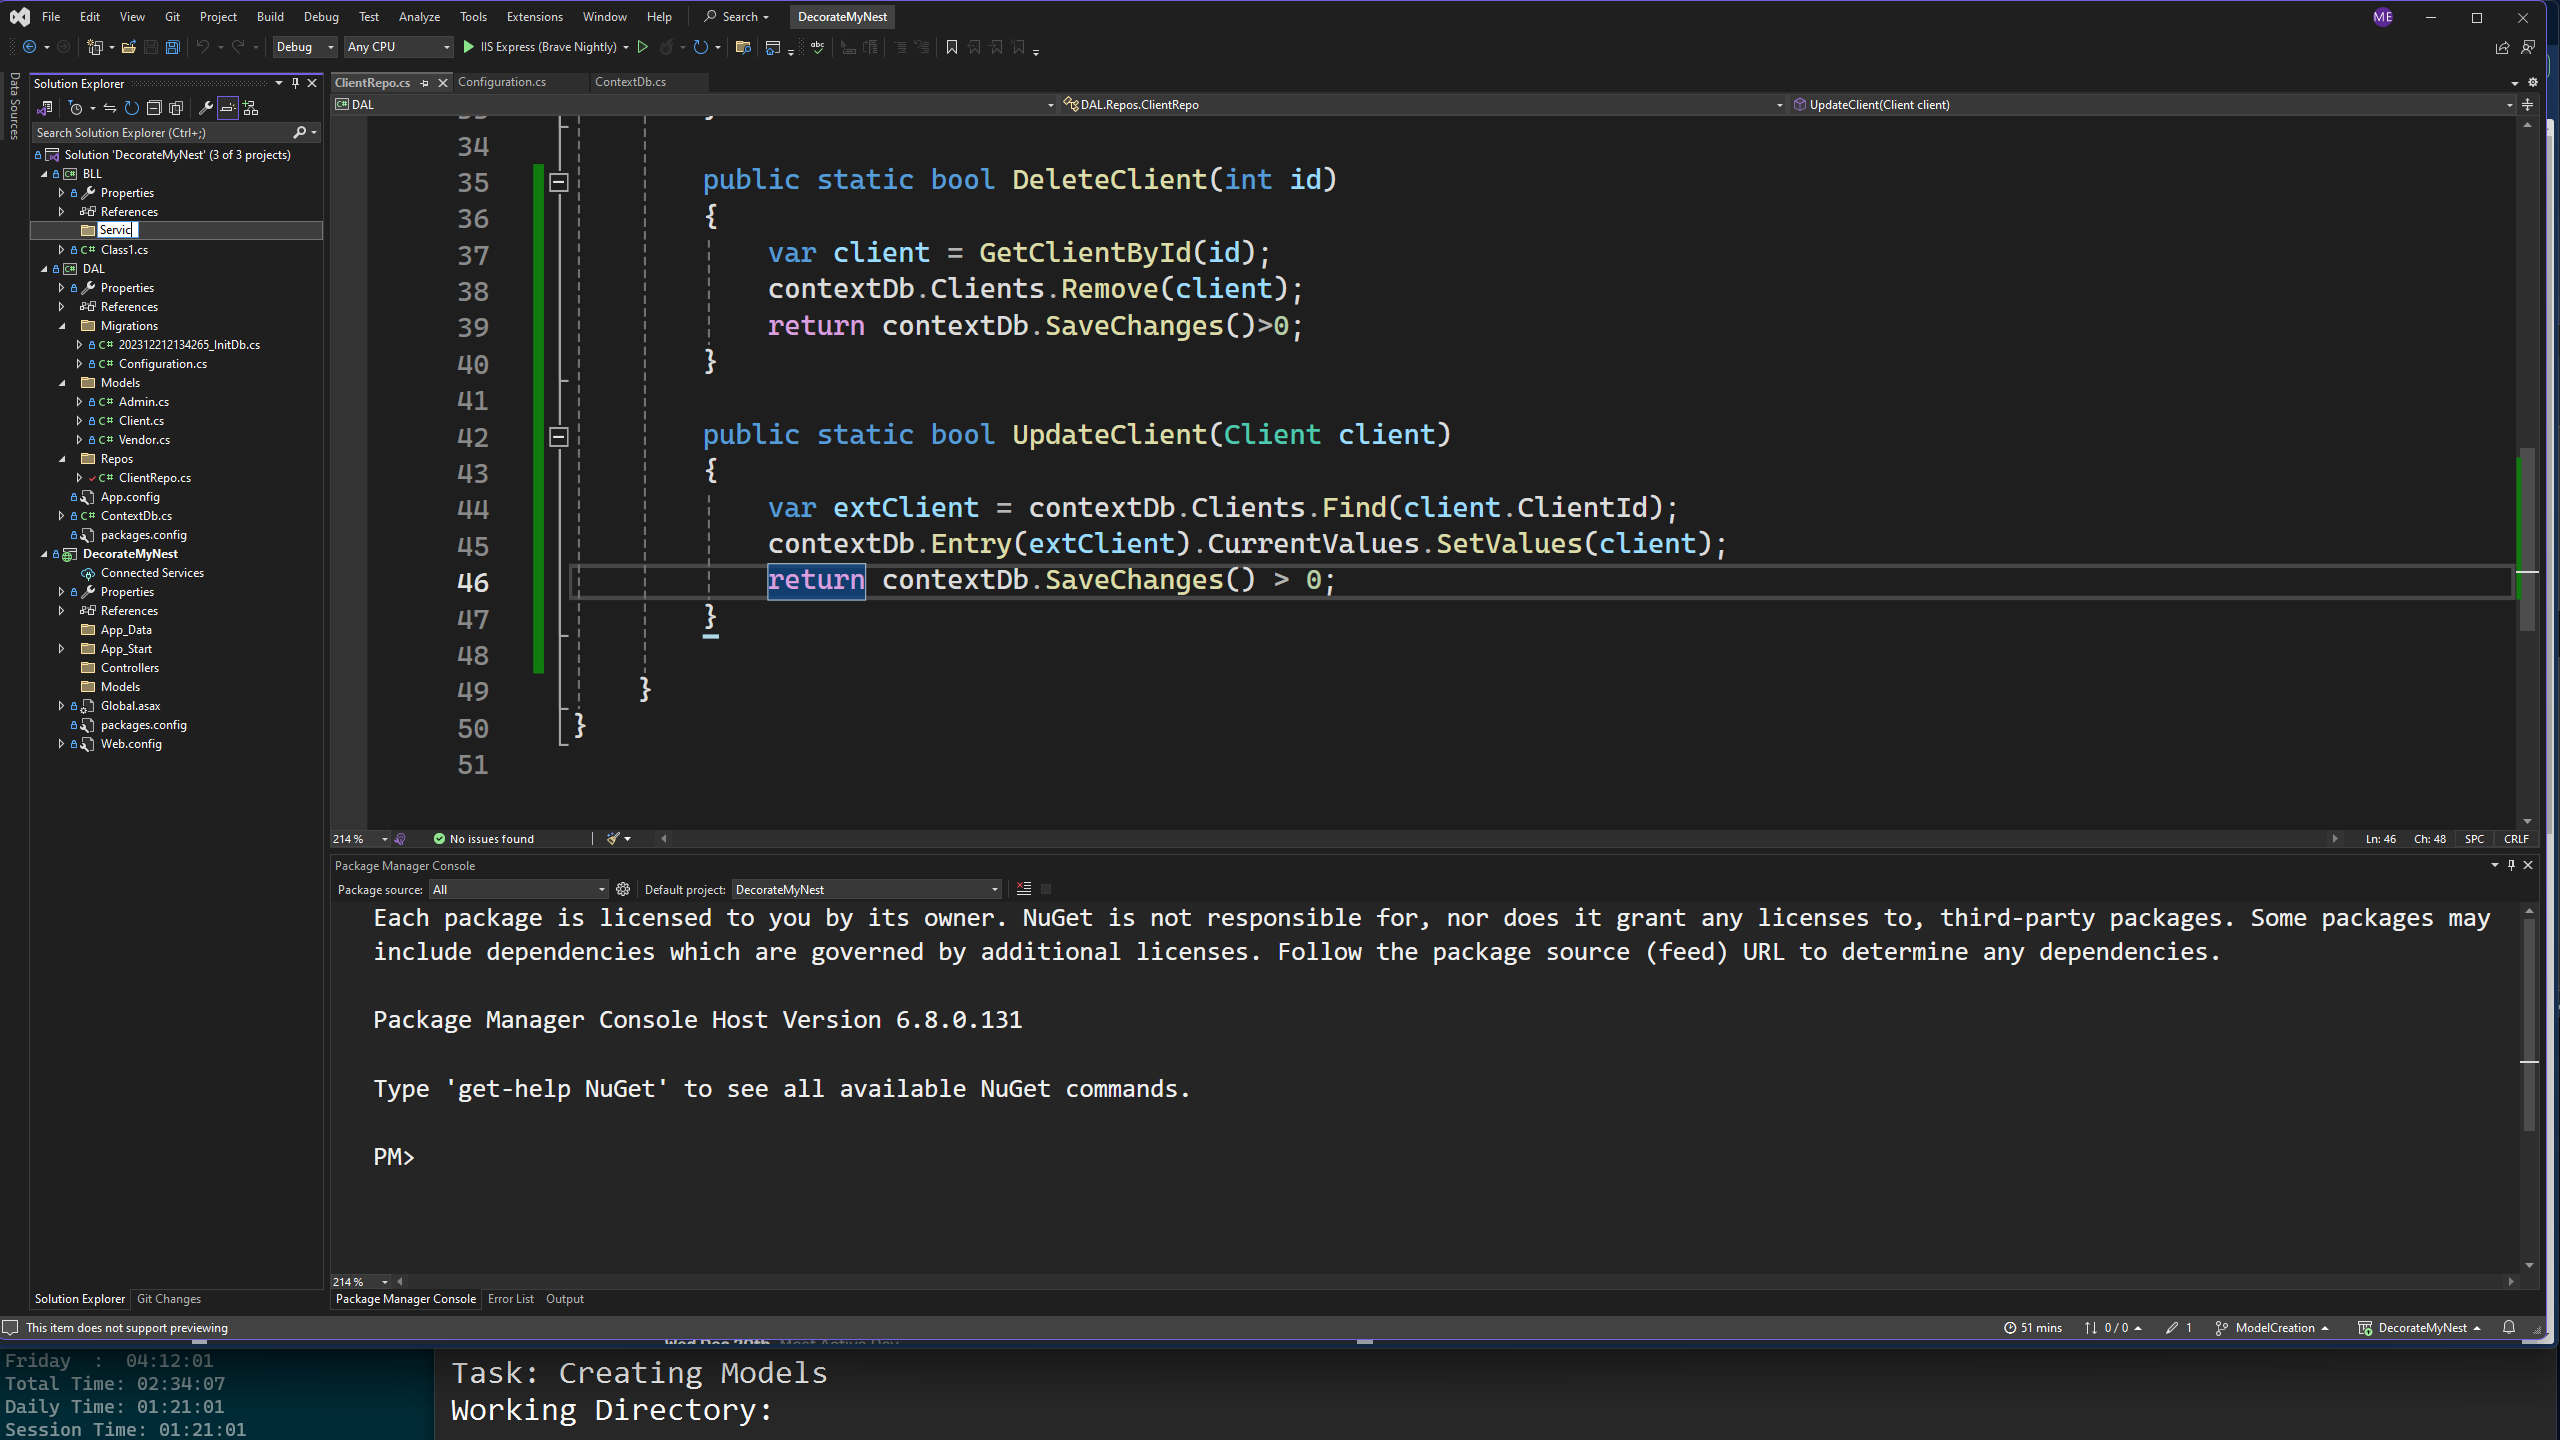 File Edit View Git Project Build Debug Test Analyze Tools Extensions Window Help Search DecorateMyNest ME
Debug Any CPU IIS Express (Brave Nightly)
Data Sources
Solution Explorer
Search Solution Explorer (Ctrl+;)
Solution 'DecorateMyNest' (3 of 3 projects)
BLL
Properties
References
Servic
C# Class1.cs
DAL
Properties
References
Migrations
C# 202312212134265_InitDb.cs
C# Configuration.cs
Models
C# Admin.cs
C# Client.cs
C# Vendor.cs
Repos
C# ClientRepo.cs
App.config
C# ContextDb.cs
packages.config
DecorateMyNest
Connected Services
Properties
References
App_Data
App_Start
Controllers
Models
Global.asax
packages.config
Web.config
Solution Explorer Git Changes
ClientRepo.cs Configuration.cs ContextDb.cs
DAL DAL.Repos.ClientRepo UpdateClient(Client client)
34
35 public static bool DeleteClient(int id)
36 {
37 var client = GetClientById(id);
38 contextDb.Clients.Remove(client);
39 return contextDb.SaveChanges()>0;
40 }
41
42 public static bool UpdateClient(Client client)
43 {
44 var extClient = contextDb.Clients.Find(client.ClientId);
45 contextDb.Entry(extClient).CurrentValues.SetValues(client);
46 return contextDb.SaveChanges() > 0;
47 }
48
49 }
50 }
51
214 % No issues found Ln: 46 Ch: 48 SPC CRLF
Package Manager Console
Package source: All Default project: DecorateMyNest
Each package is licensed to you by its owner. NuGet is not responsible for, nor does it grant any licenses to, third-party packages. Some packages may
include dependencies which are governed by additional licenses. Follow the package source (feed) URL to determine any dependencies.
Package Manager Console Host Version 6.8.0.131
Type 'get-help NuGet' to see all available NuGet commands.
PM>
214 %
Package Manager Console Error List Output
This item does not support previewing 51 mins 0 / 0 1 ModelCreation DecorateMyNest
Friday : 04:12:01
Total Time: 02:34:07
Daily Time: 01:21:01
Session Time: 01:21:01
Task: Creating Models
Working Directory: